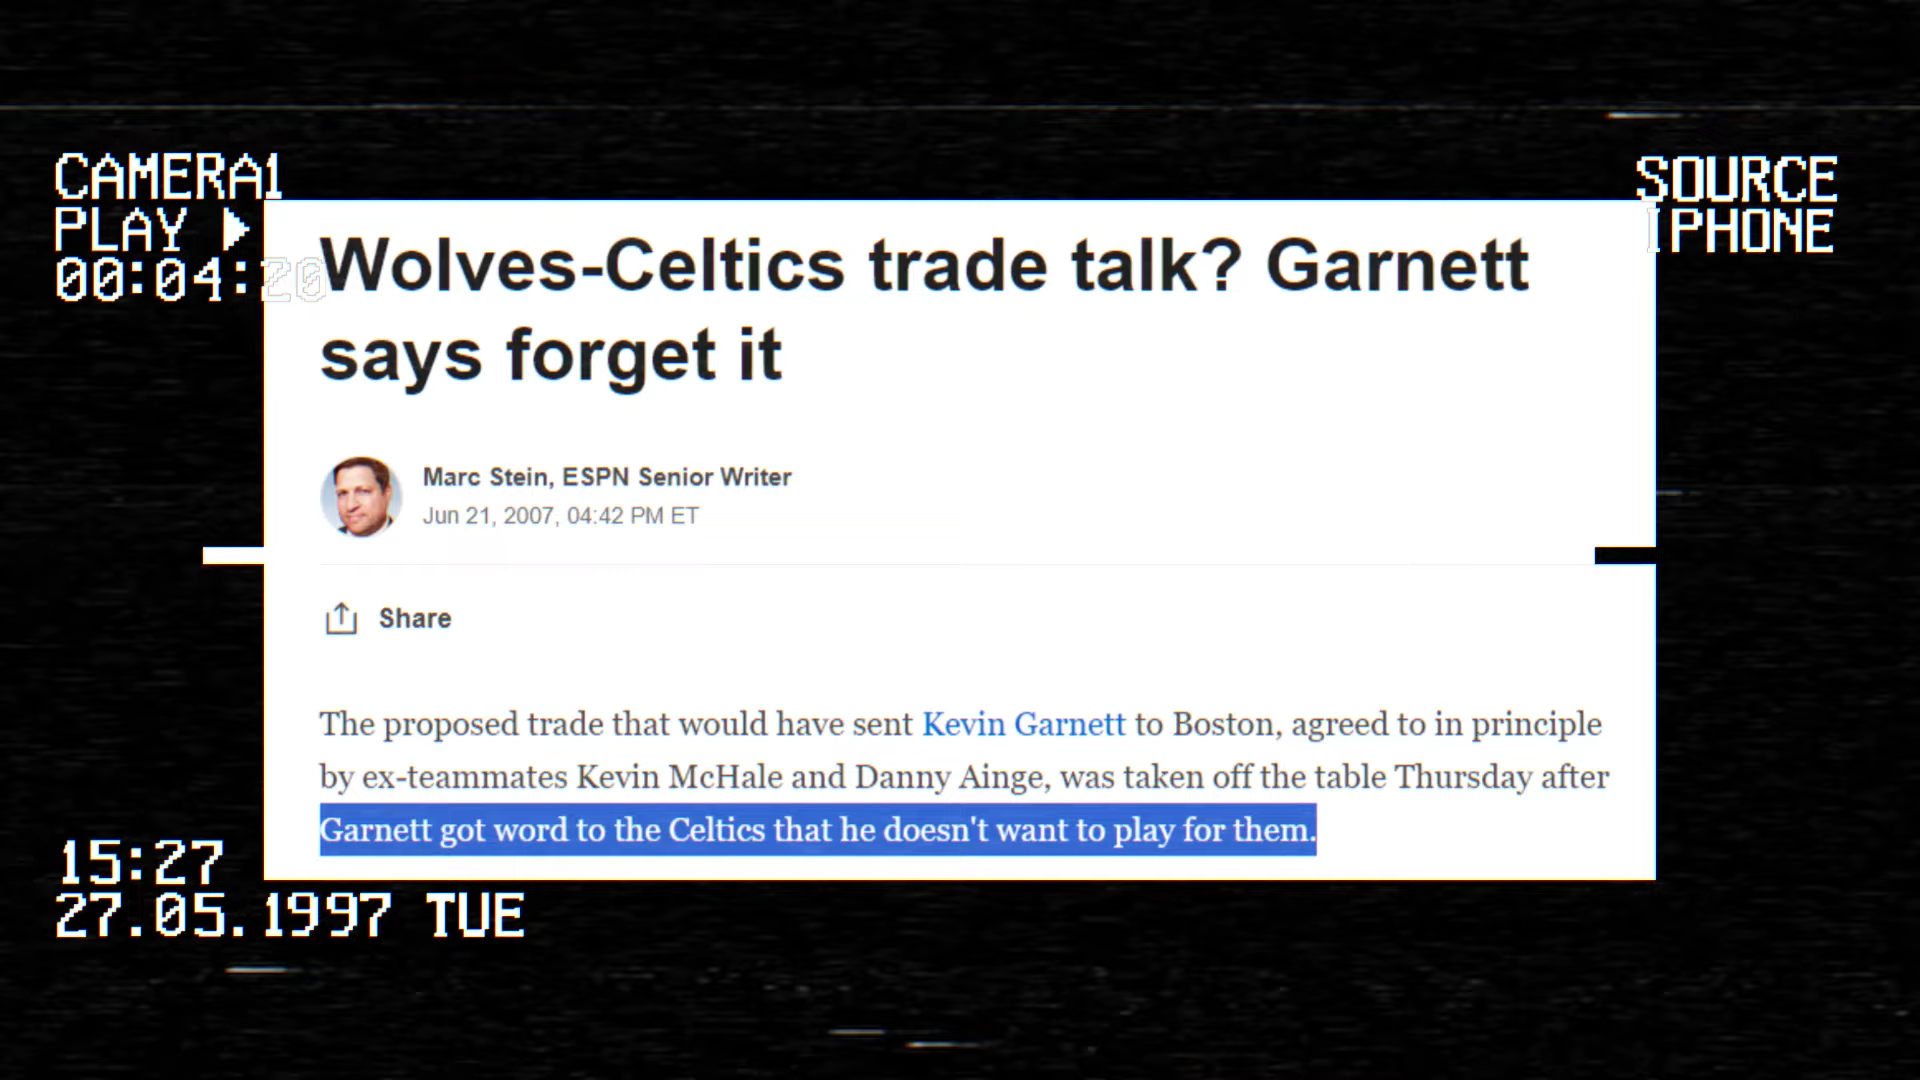 CAMERA1
PLAY
00:04:20
SOURCE
IPHONE
Wolves-Celtics trade talk? Garnett
says forget it
Marc Stein, ESPN Senior Writer
Jun 21, 2007, 04:42 PM ET
Share
The proposed trade that would have sent Kevin Garnett to Boston, agreed to in principle
by ex-teammates Kevin McHale and Danny Ainge, was taken off the table Thursday after
Garnett got word to the Celtics that he doesn't want to play for them.
15:27
27.05.1997 TUE